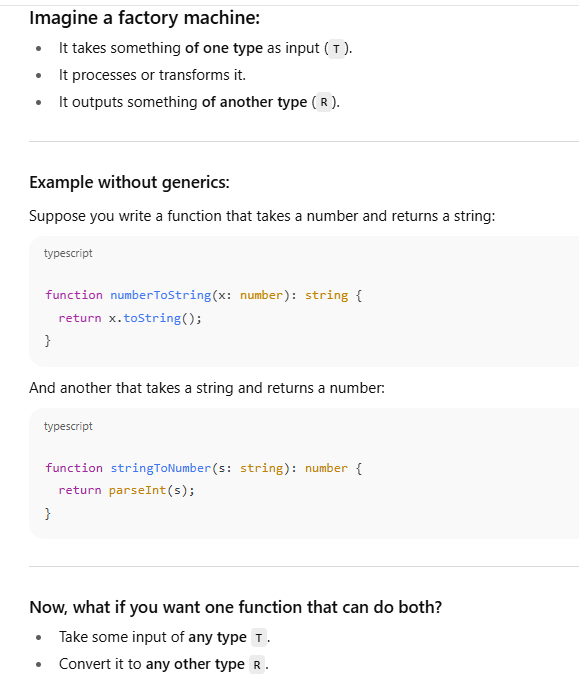 Imagine a factory machine:
• It takes something of one type as input ( T ).
• It processes or transforms it.
• It outputs something of another type ( R ).
Example without generics:
Suppose you write a function that takes a number and returns a string:
typescript
function numberToString(x: number): string {
  return x.toString();
}
And another that takes a string and returns a number:
typescript
function stringToNumber(s: string): number {
  return parseInt(s);
}
Now, what if you want one function that can do both?
• Take some input of any type T .
• Convert it to any other type R .